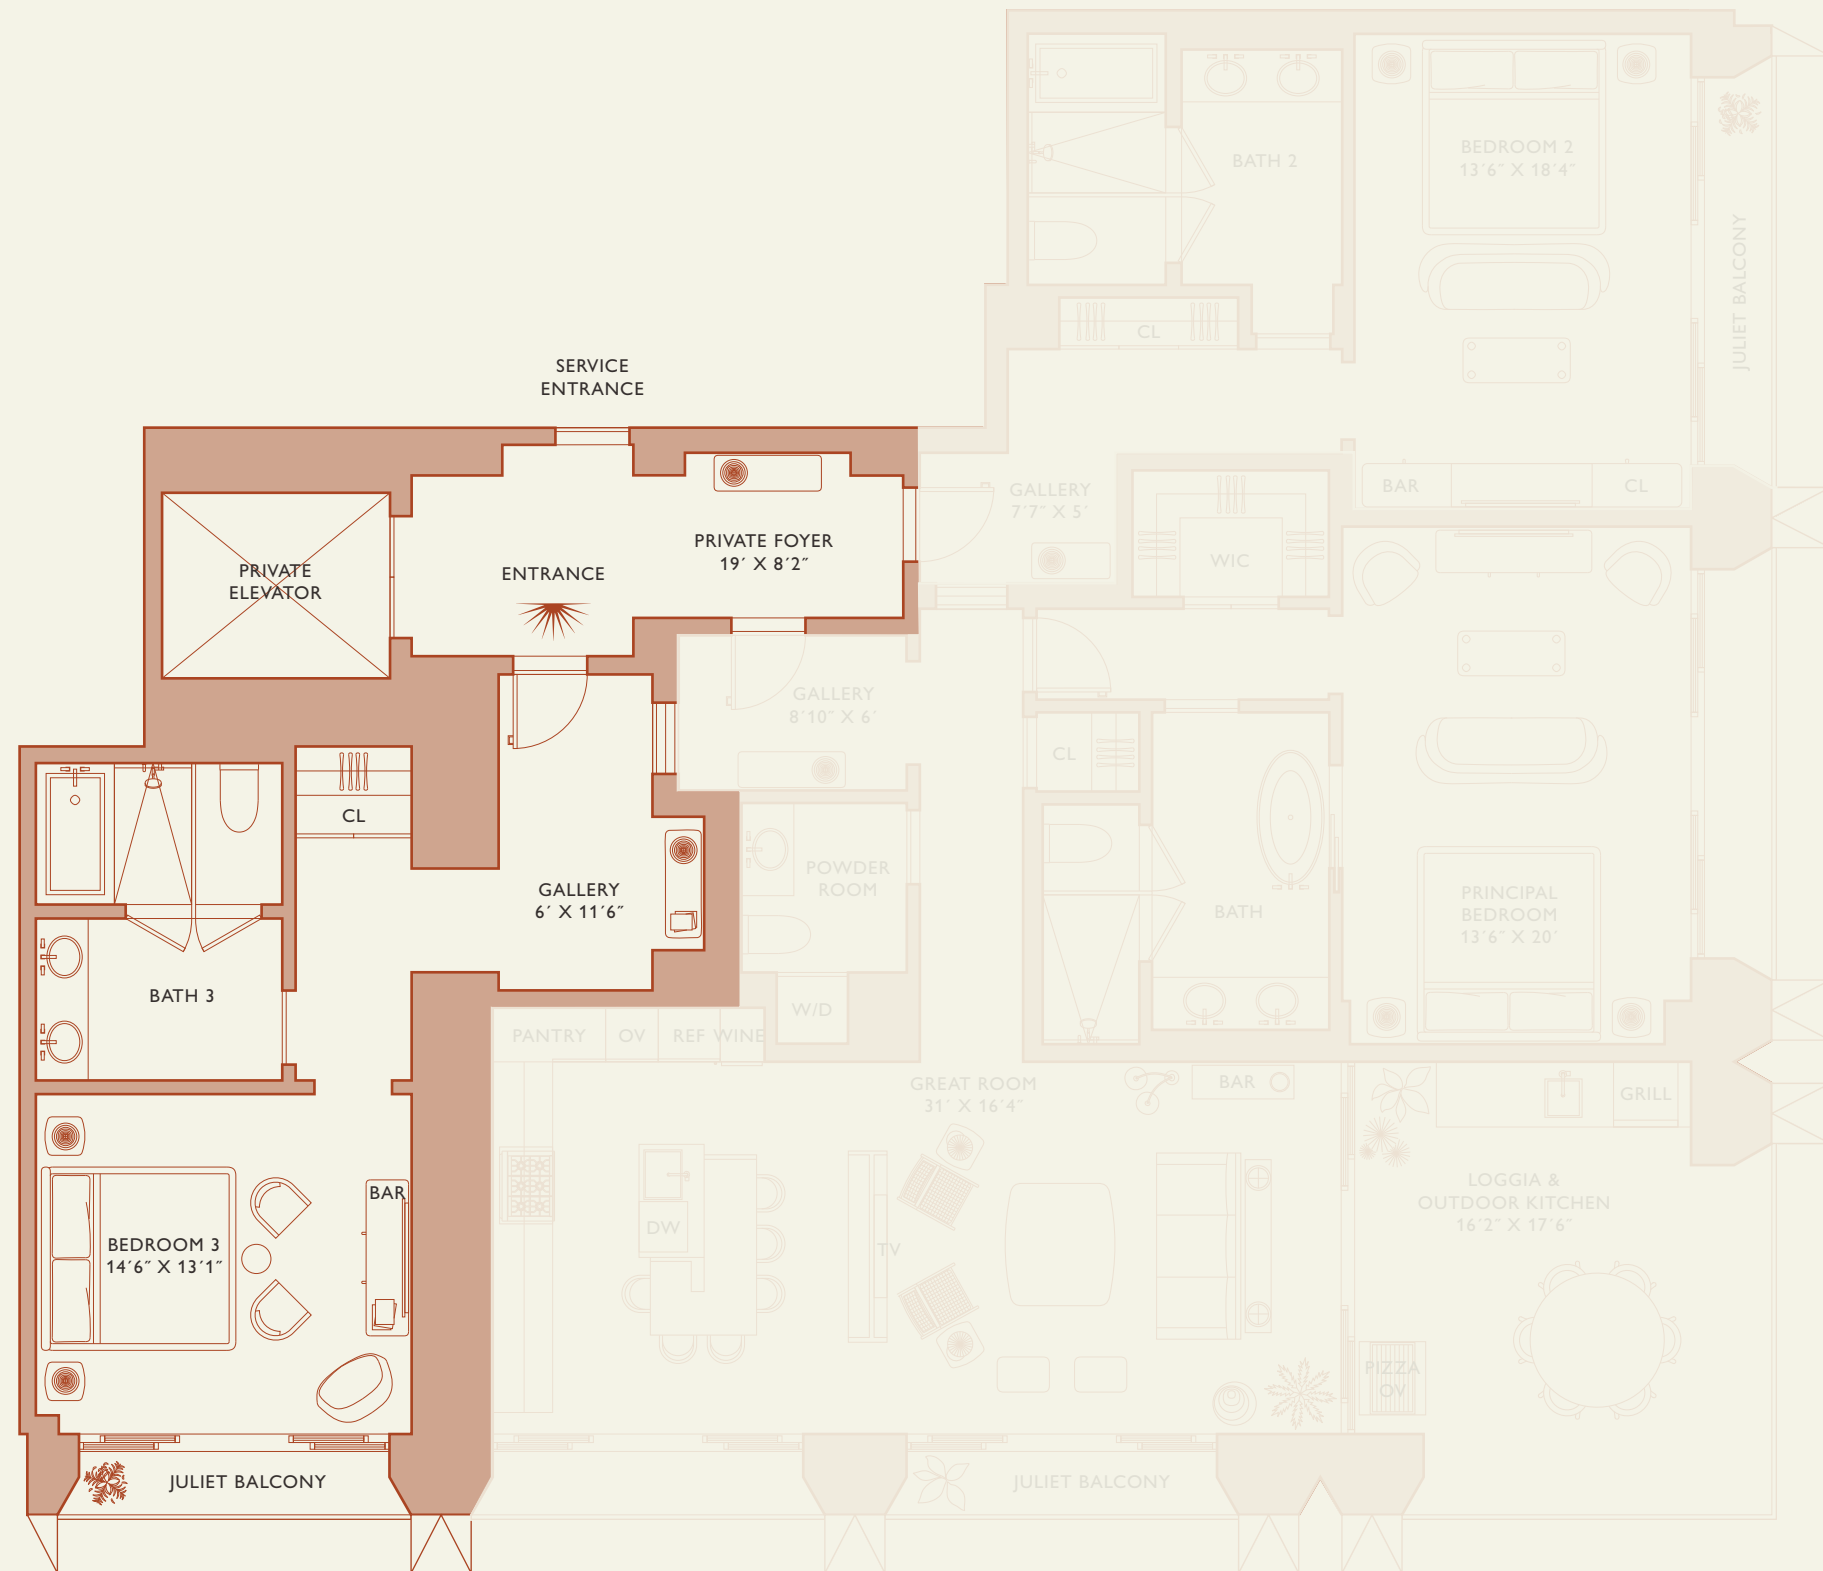 BATH 2
BEDROOM 2
13´6˝ X 18´4˝
JULIET BALCONY
CL
SERVICE
ENTRANCE
GALLERY
7´7˝ X 5´
BAR
CL
WIC
PRIVATE FOYER
19´ X 8´2˝
PRIVATE
ELEVATOR
ENTRANCE
GALLERY
8´10˝ X 6´
CL
CL
GALLERY
6´ X 11´6˝
POWDER
ROOM
BATH
PRINCIPAL
BEDROOM
13´6˝ X 20´
BATH 3
W/D
PANTRY
OV
REF
WINE
GREAT ROOM
31´ X 16´4˝
BAR
GRILL
BAR
BEDROOM 3
14´6˝ X 13´1˝
DW
TV
LOGGIA &
OUTDOOR KITCHEN
16´2˝ X 17´6˝
PIZZA
OV
JULIET BALCONY
JULIET BALCONY